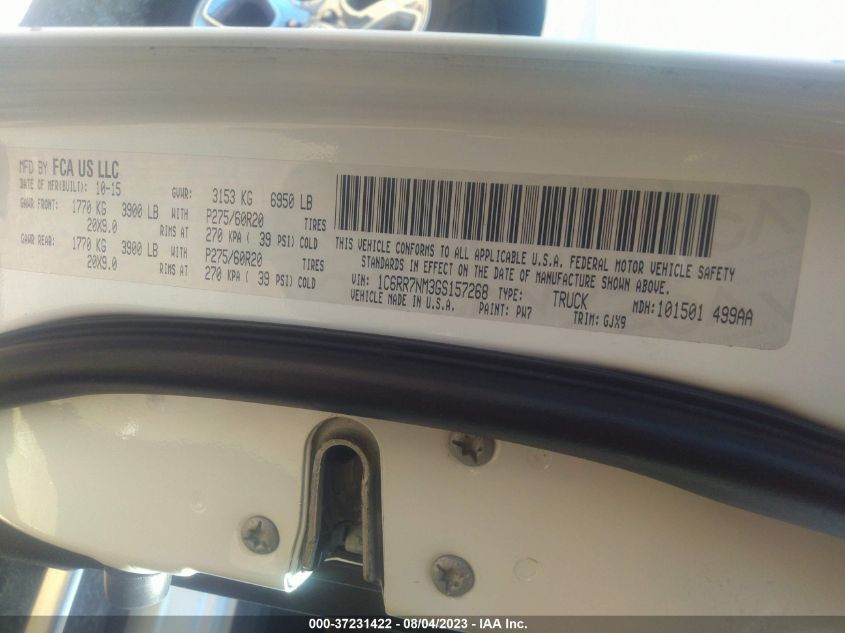 MFD BY FCA US LLC
DATE OF MFR(BUILT): 10-15 GVWR: 3153 KG 6950 LB
GAWR FRONT: 1770 KG 3900 LB WITH P275/60R20 TIRES
20X9.0 RIMS AT 270 KPA ( 39 PSI) COLD
GAWR REAR: 1770 KG 3900 LB WITH P275/60R20 TIRES
20X9.0 RIMS AT 270 KPA ( 39 PSI) COLD
THIS VEHICLE CONFORMS TO ALL APPLICABLE U.S.A. FEDERAL MOTOR VEHICLE SAFETY
STANDARDS IN EFFECT ON THE DATE OF MANUFACTURE SHOWN ABOVE.
VIN: 1C6RR7NM3GS157268 TYPE: TRUCK MDH: 101501 499AA
VEHICLE MADE IN U.S.A. PAINT: PW7 TRIM: GJX9
000-37231422 - 08/04/2023 - IAA Inc.